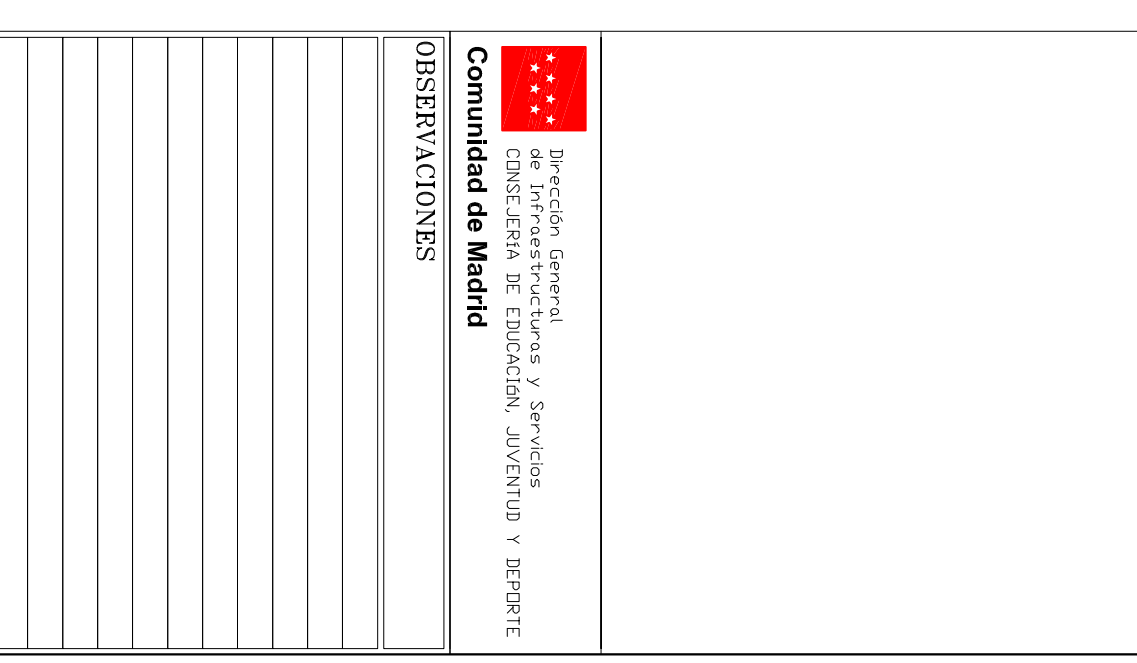 Dirección General
de Infraestructuras y Servicios
CONSEJERíA DE EDUCACIóN, JUVENTUD Y DEPORTE
Comunidad de Madrid
OBSERVACIONES